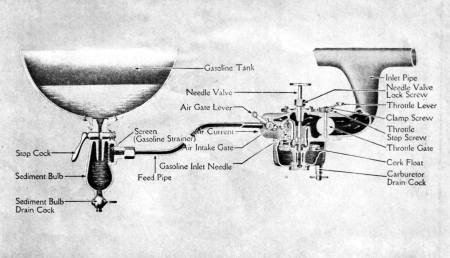 Gasoline Tank
Inlet Pipe
Needle Valve
Needle Valve
Lock Screw
Air Gate Lever
Throttle Lever
Clamp Screw
Screen
(Gasoline Strainer)
Air Current
Throttle
Stop Screw
Air Intake Gate
Throttle Gate
Stop Cock
Gasoline Inlet Needle
Cork Float
Sediment Bulb
Feed Pipe
Carburetor
Drain Cock
Sediment Bulb
Drain Cock